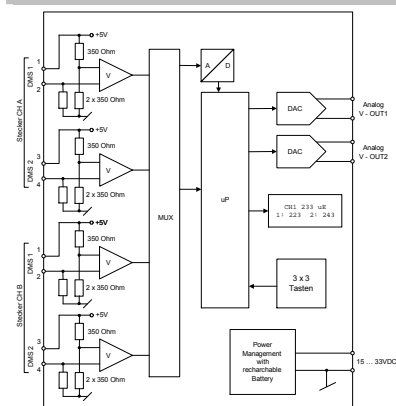 Stecker CH A
DMS 1
1
2
+5V
350 Ohm
V
2 x 350 Ohm
DMS 2
3
4
+5V
350 Ohm
V
2 x 350 Ohm
Stecker CH B
DMS 1
1
2
+5V
350 Ohm
V
2 x 350 Ohm
DMS 2
3
4
+5V
350 Ohm
V
2 x 350 Ohm
MUX
A
D
uP
DAC
Analog
V - OUT1
DAC
Analog
V - OUT2
CH1 233 uE
1: 223 2: 243
3 x 3
Tasten
Power
Management
with
rechargable
Battery
15 ... 33VDC